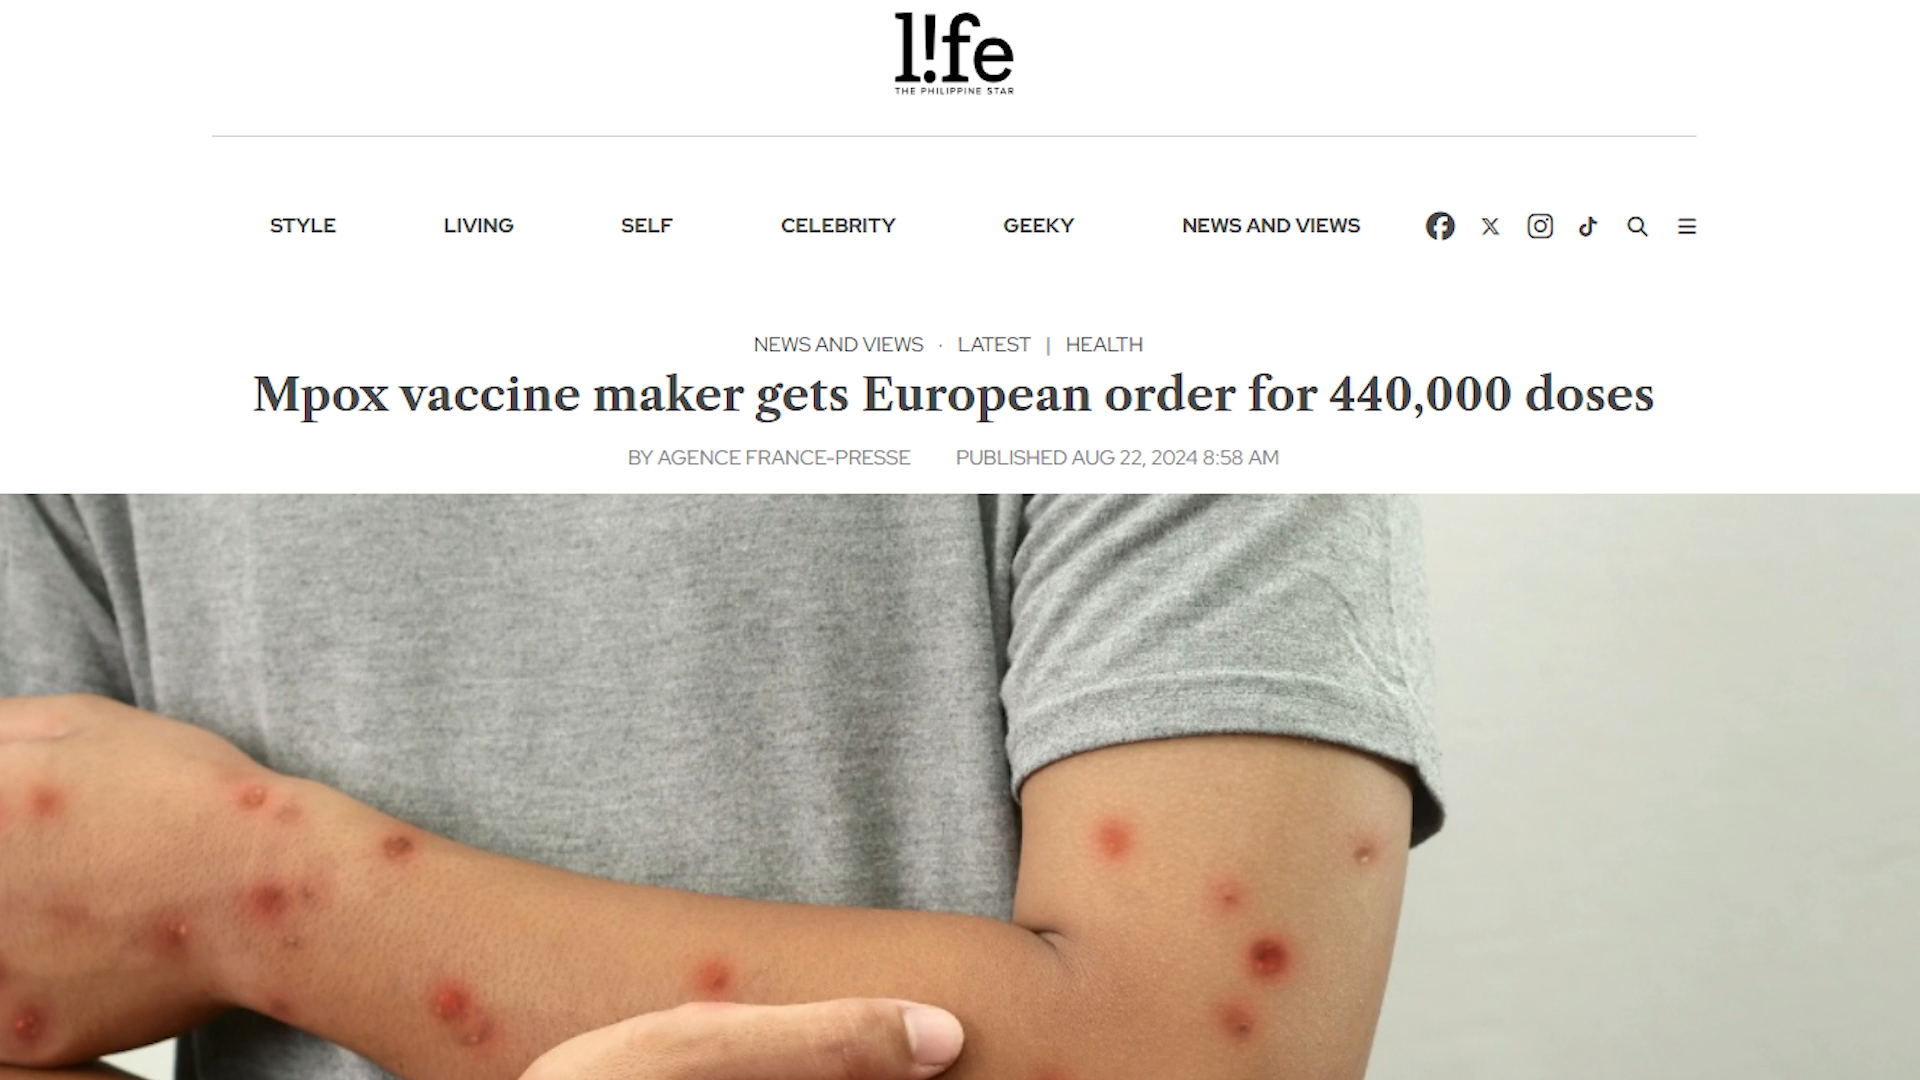 l!fe
THE PHILIPPINE STAR
STYLE LIVING SELF CELEBRITY GEEKY NEWS AND VIEWS
NEWS AND VIEWS · LATEST | HEALTH
Mpox vaccine maker gets European order for 440,000 doses
BY AGENCE FRANCE-PRESSE PUBLISHED AUG 22, 2024 8:58 AM